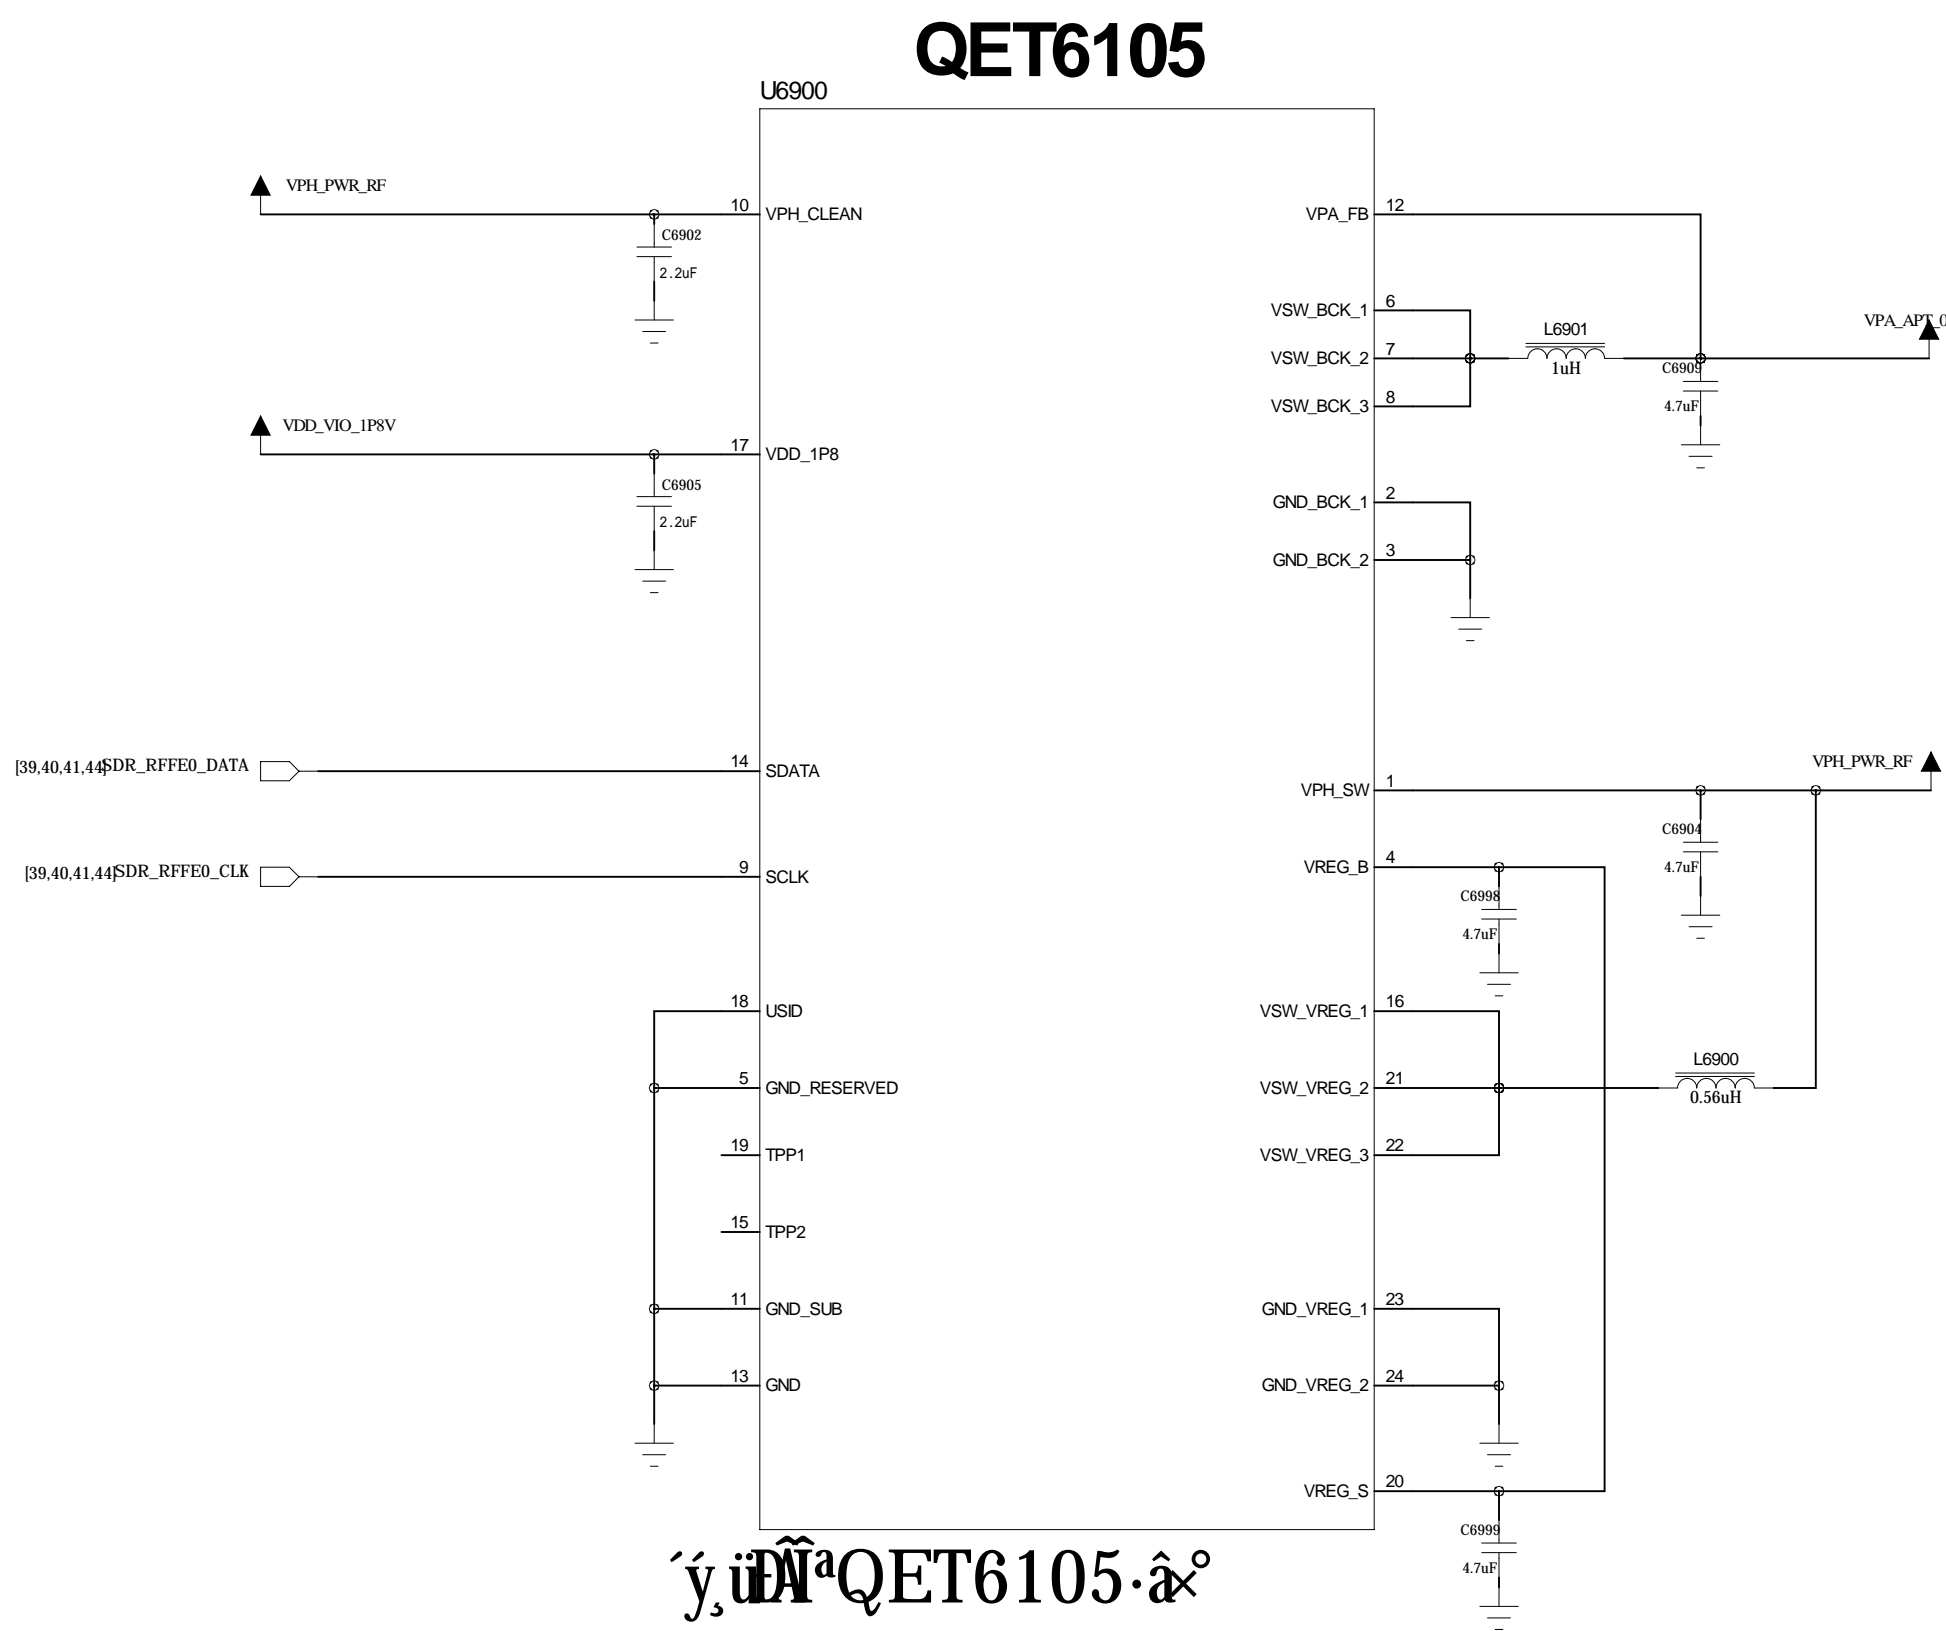 QET6105
U6900
VPH_PWR_RF
10 VPH_CLEAN
C6902
2.2uF
VDD_VIO_1P8V
17 VDD_1P8
C6905
2.2uF
[39,40,41,44] SDR_RFFE0_DATA
14 SDATA
[39,40,41,44] SDR_RFFE0_CLK
9 SCLK
18 USID
5 GND_RESERVED
19 TPP1
15 TPP2
11 GND_SUB
13 GND
VPA_FB 12
VSW_BCK_1 6
VSW_BCK_2 7
VSW_BCK_3 8
L6901
1uH
VPA_APT_0
C6909
4.7uF
GND_BCK_1 2
GND_BCK_2 3
VPH_PWR_RF
VPH_SW 1
C6904
4.7uF
VREG_B 4
C6998
4.7uF
VSW_VREG_1 16
VSW_VREG_2 21
VSW_VREG_3 22
L6900
0.56uH
GND_VREG_1 23
GND_VREG_2 24
VREG_S 20
C6999
4.7uF
QET6105